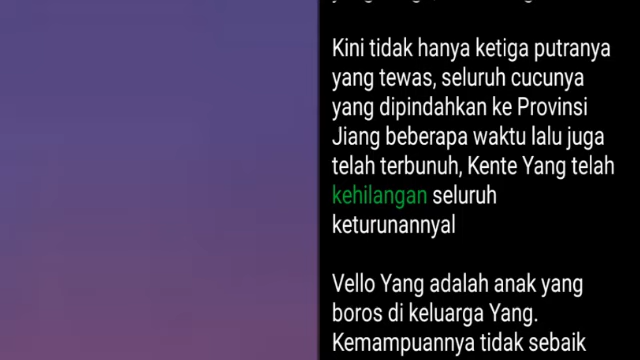 Kini tidak hanya ketiga putranya
yang tewas, seluruh cucunya
yang dipindahkan ke Provinsi
Jiang beberapa waktu lalu juga
telah terbunuh, Kente Yang telah
kehilangan seluruh
keturunannyal
Vello Yang adalah anak yang
boros di keluarga Yang.
Kemampuannya tidak sebaik